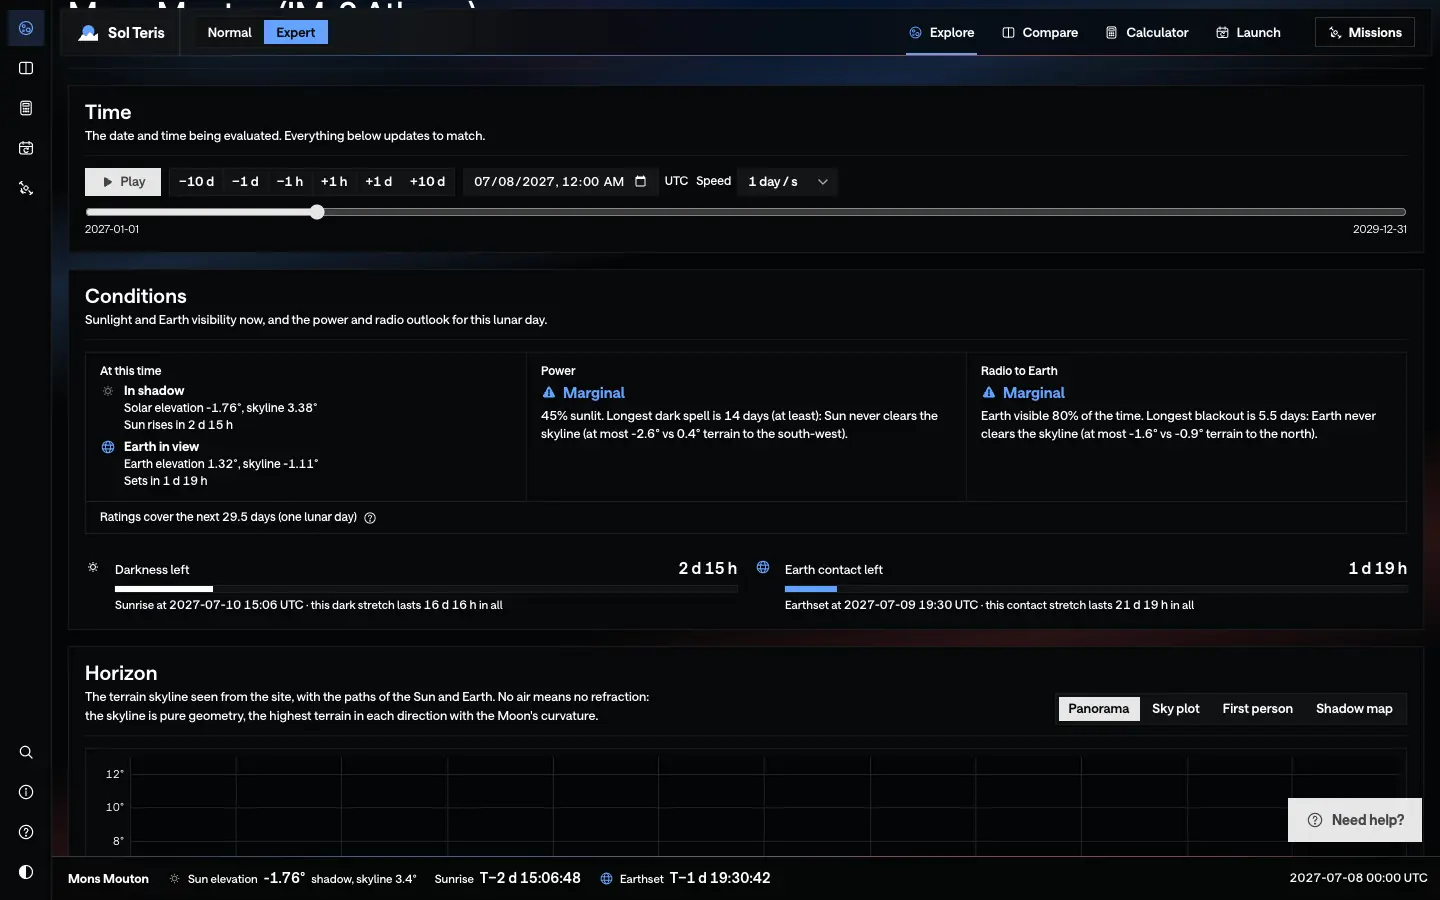 Mons Mouton (IM-2 Athena)
Sol Teris
Normal
Expert
Explore
Compare
Calculator
Launch
Missions
Time
The date and time being evaluated. Everything below updates to match.
Play
−10 d
−1 d
−1 h
+1 h
+1 d
+10 d
07/08/2027, 12:00 AM
UTC
Speed
1 day / s
2027-01-01
2029-12-31
Conditions
Sunlight and Earth visibility now, and the power and radio outlook for this lunar day.
At this time
In shadow
Solar elevation -1.76°, skyline 3.38°
Sun rises in 2 d 15 h
Earth in view
Earth elevation 1.32°, skyline -1.11°
Sets in 1 d 19 h
Power
Marginal
45% sunlit. Longest dark spell is 14 days (at least): Sun never clears the
skyline (at most -2.6° vs 0.4° terrain to the south-west).
Radio to Earth
Marginal
Earth visible 80% of the time. Longest blackout is 5.5 days: Earth never
clears the skyline (at most -1.6° vs -0.9° terrain to the north).
Ratings cover the next 29.5 days (one lunar day)
Darkness left
2 d 15 h
Sunrise at 2027-07-10 15:06 UTC · this dark stretch lasts 16 d 16 h in all
Earth contact left
1 d 19 h
Earthset at 2027-07-09 19:30 UTC · this contact stretch lasts 21 d 19 h in all
Horizon
The terrain skyline seen from the site, with the paths of the Sun and Earth. No air means no refraction:
the skyline is pure geometry, the highest terrain in each direction with the Moon's curvature.
Panorama
Sky plot
First person
Shadow map
12°
10°
8°
Need help?
Mons Mouton
Sun elevation -1.76° shadow, skyline 3.4°
Sunrise T−2 d 15:06:48
Earthset T−1 d 19:30:42
2027-07-08 00:00 UTC